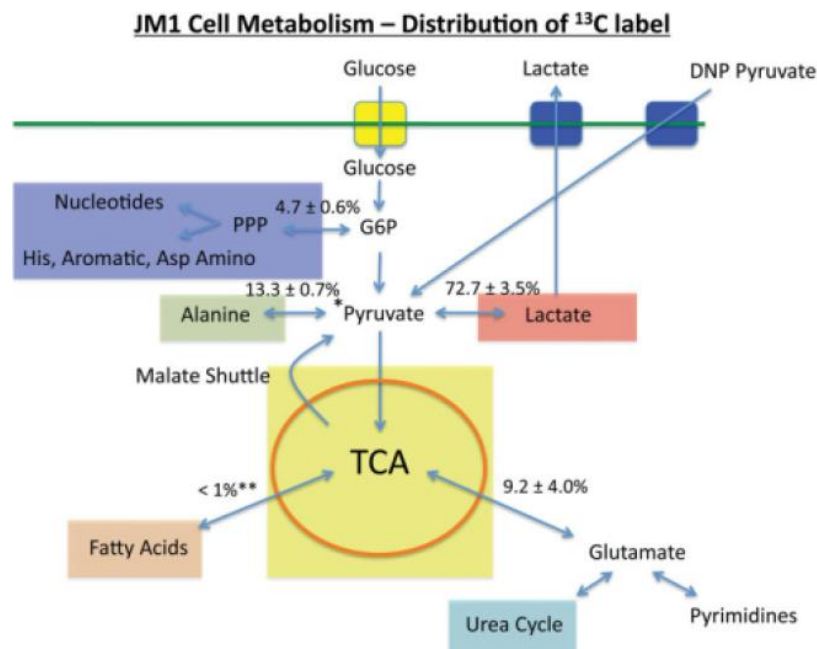 JM1 Cell Metabolism – Distribution of ¹³C label
Glucose
Lactate
DNP Pyruvate
Glucose
Nucleotides
4.7 ± 0.6%
PPP
G6P
His, Aromatic, Asp Amino
13.3 ± 0.7%
72.7 ± 3.5%
Alanine
*Pyruvate
Lactate
Malate Shuttle
TCA
< 1%**
9.2 ± 4.0%
Fatty Acids
Glutamate
Urea Cycle
Pyrimidines